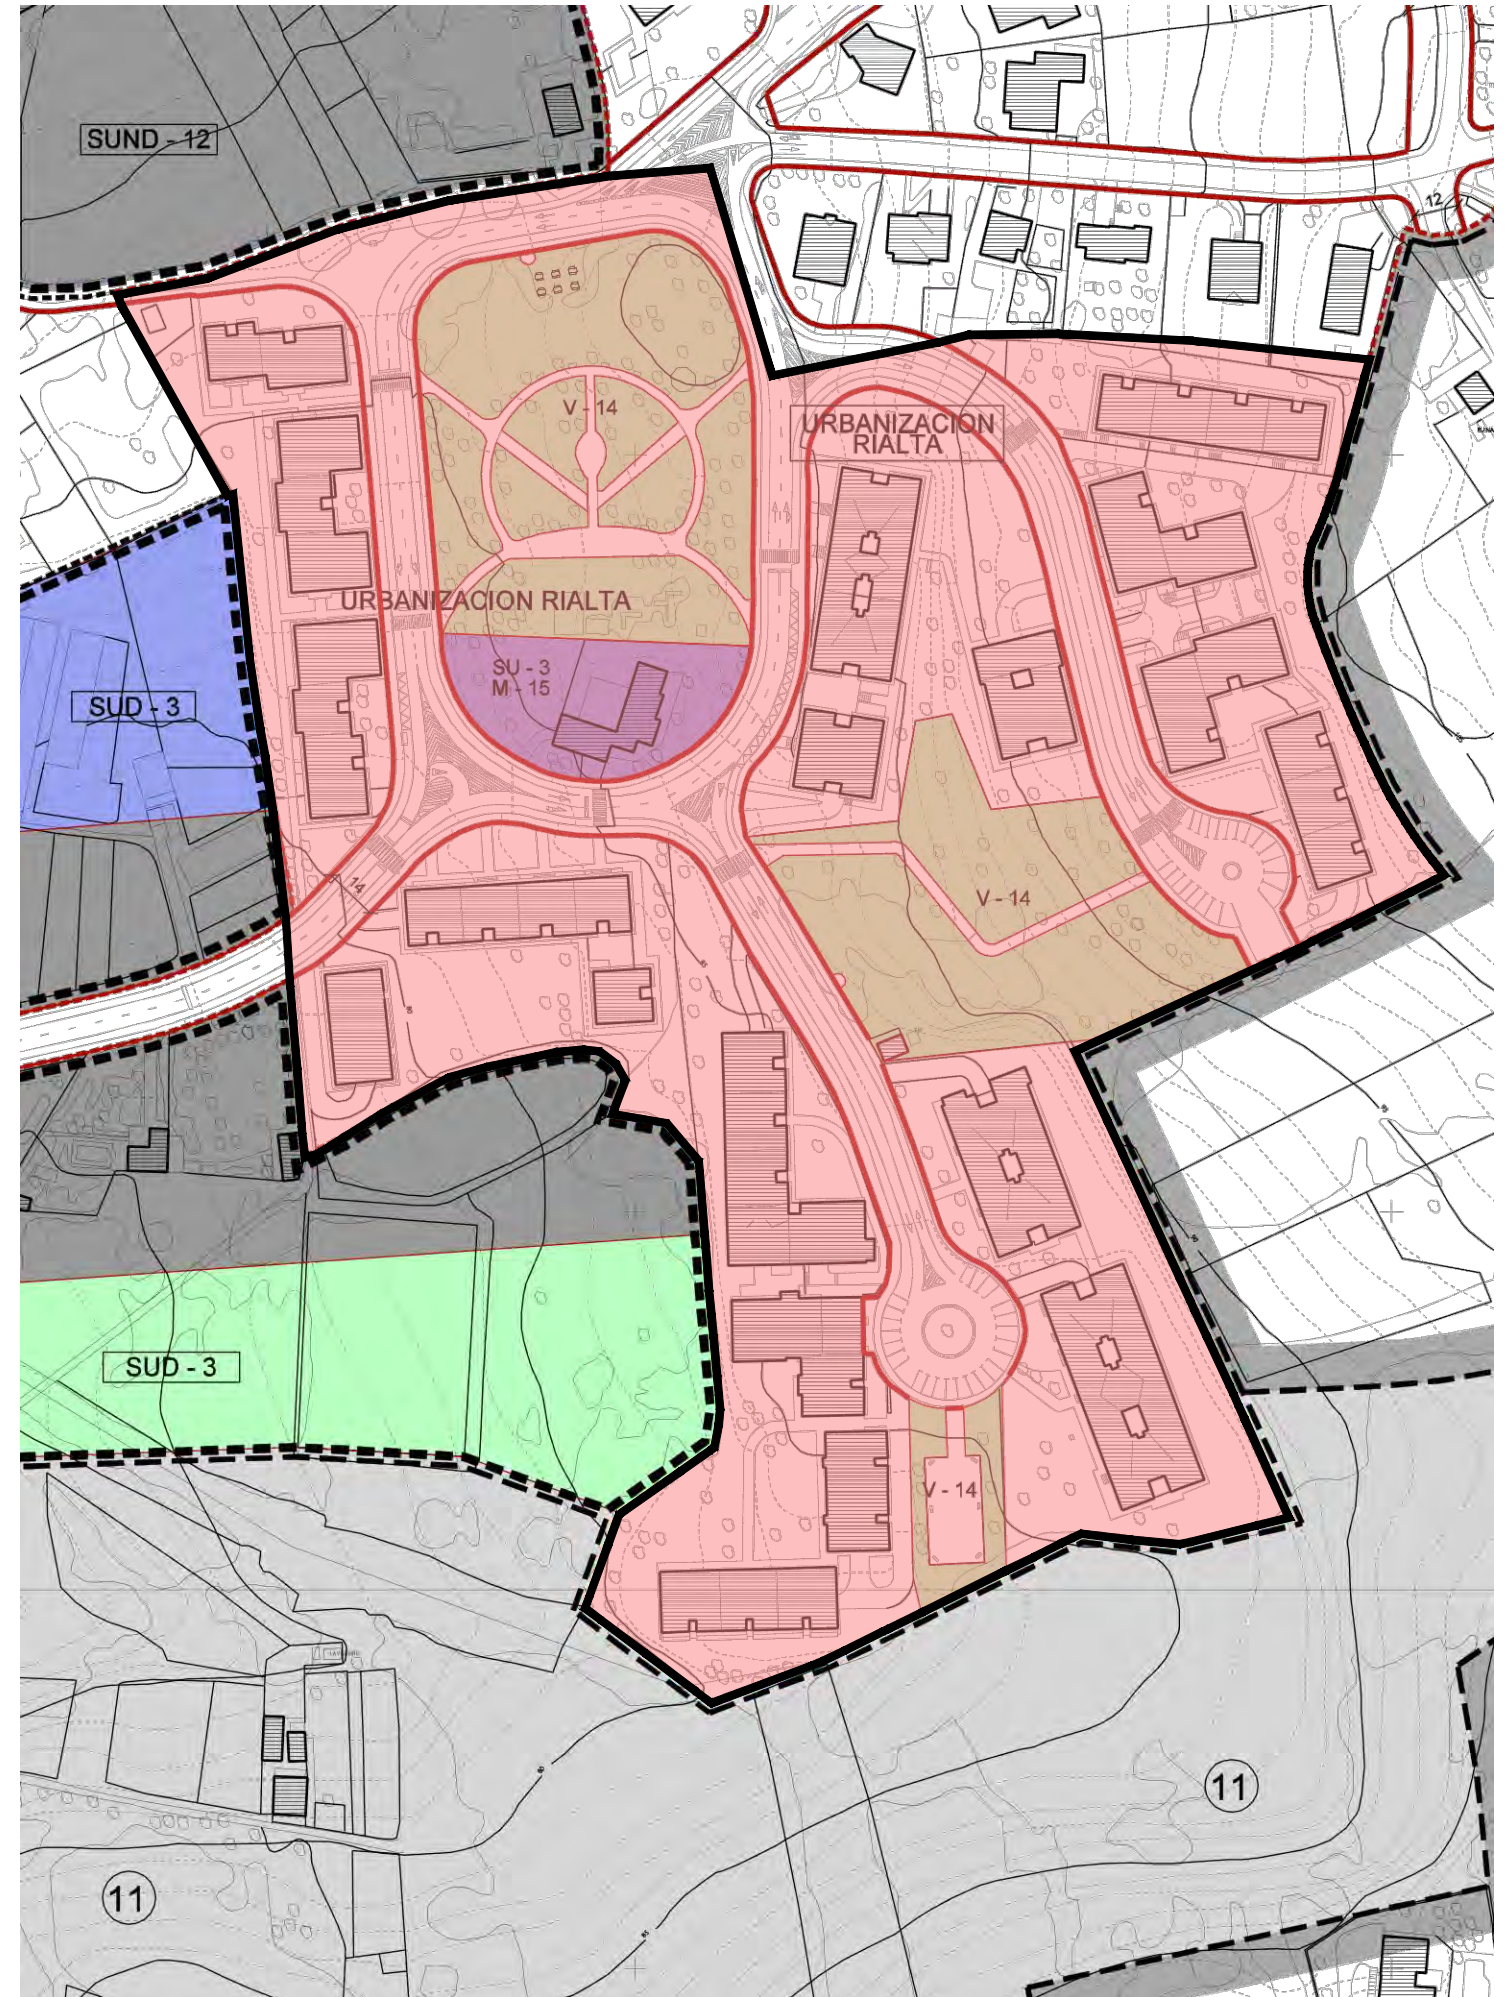 SUND - 12
12
V - 14
URBANIZACION
RIALTA
URBANIZACION RIALTA
SU - 3
M - 15
SUD - 3
14
V - 14
SUD - 3
V - 14
11
11